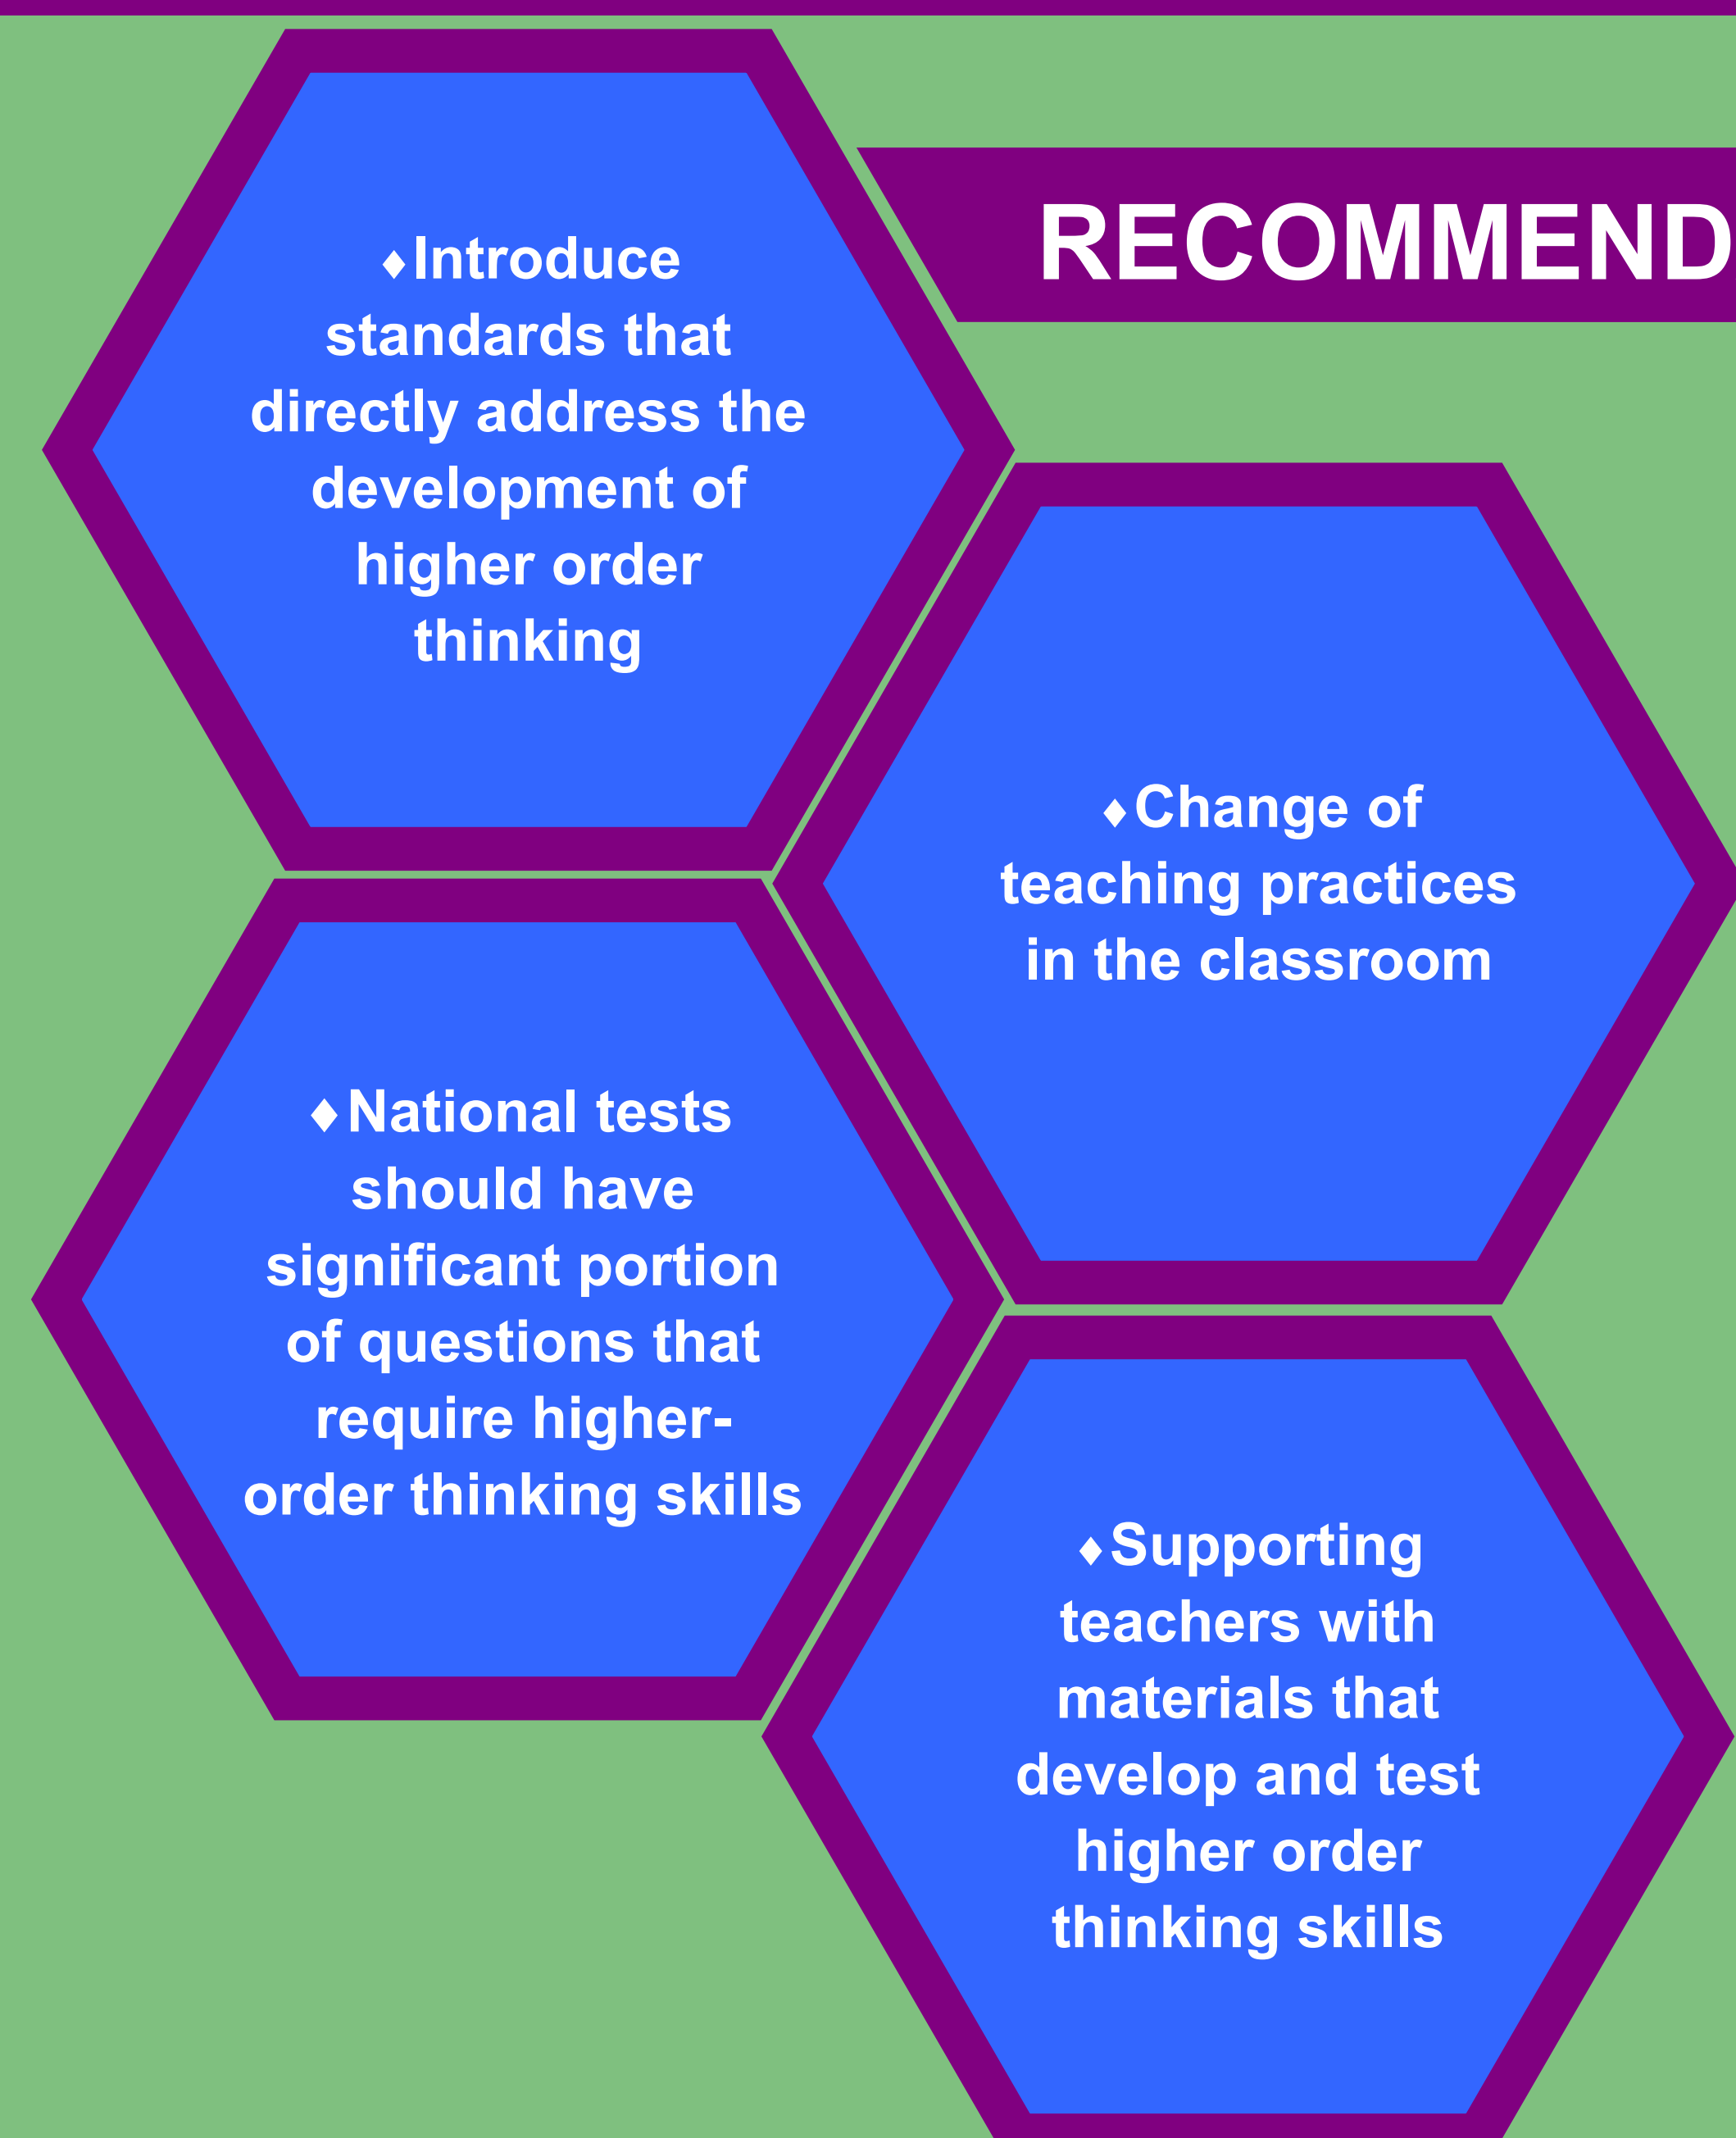 RECOMMEND
♦Introduce
standards that
directly address the
development of
higher order
thinking
♦Change of
teaching practices
in the classroom
♦National tests
should have
significant portion
of questions that
require higher-
order thinking skills
♦Supporting
teachers with
materials that
develop and test
higher order
thinking skills